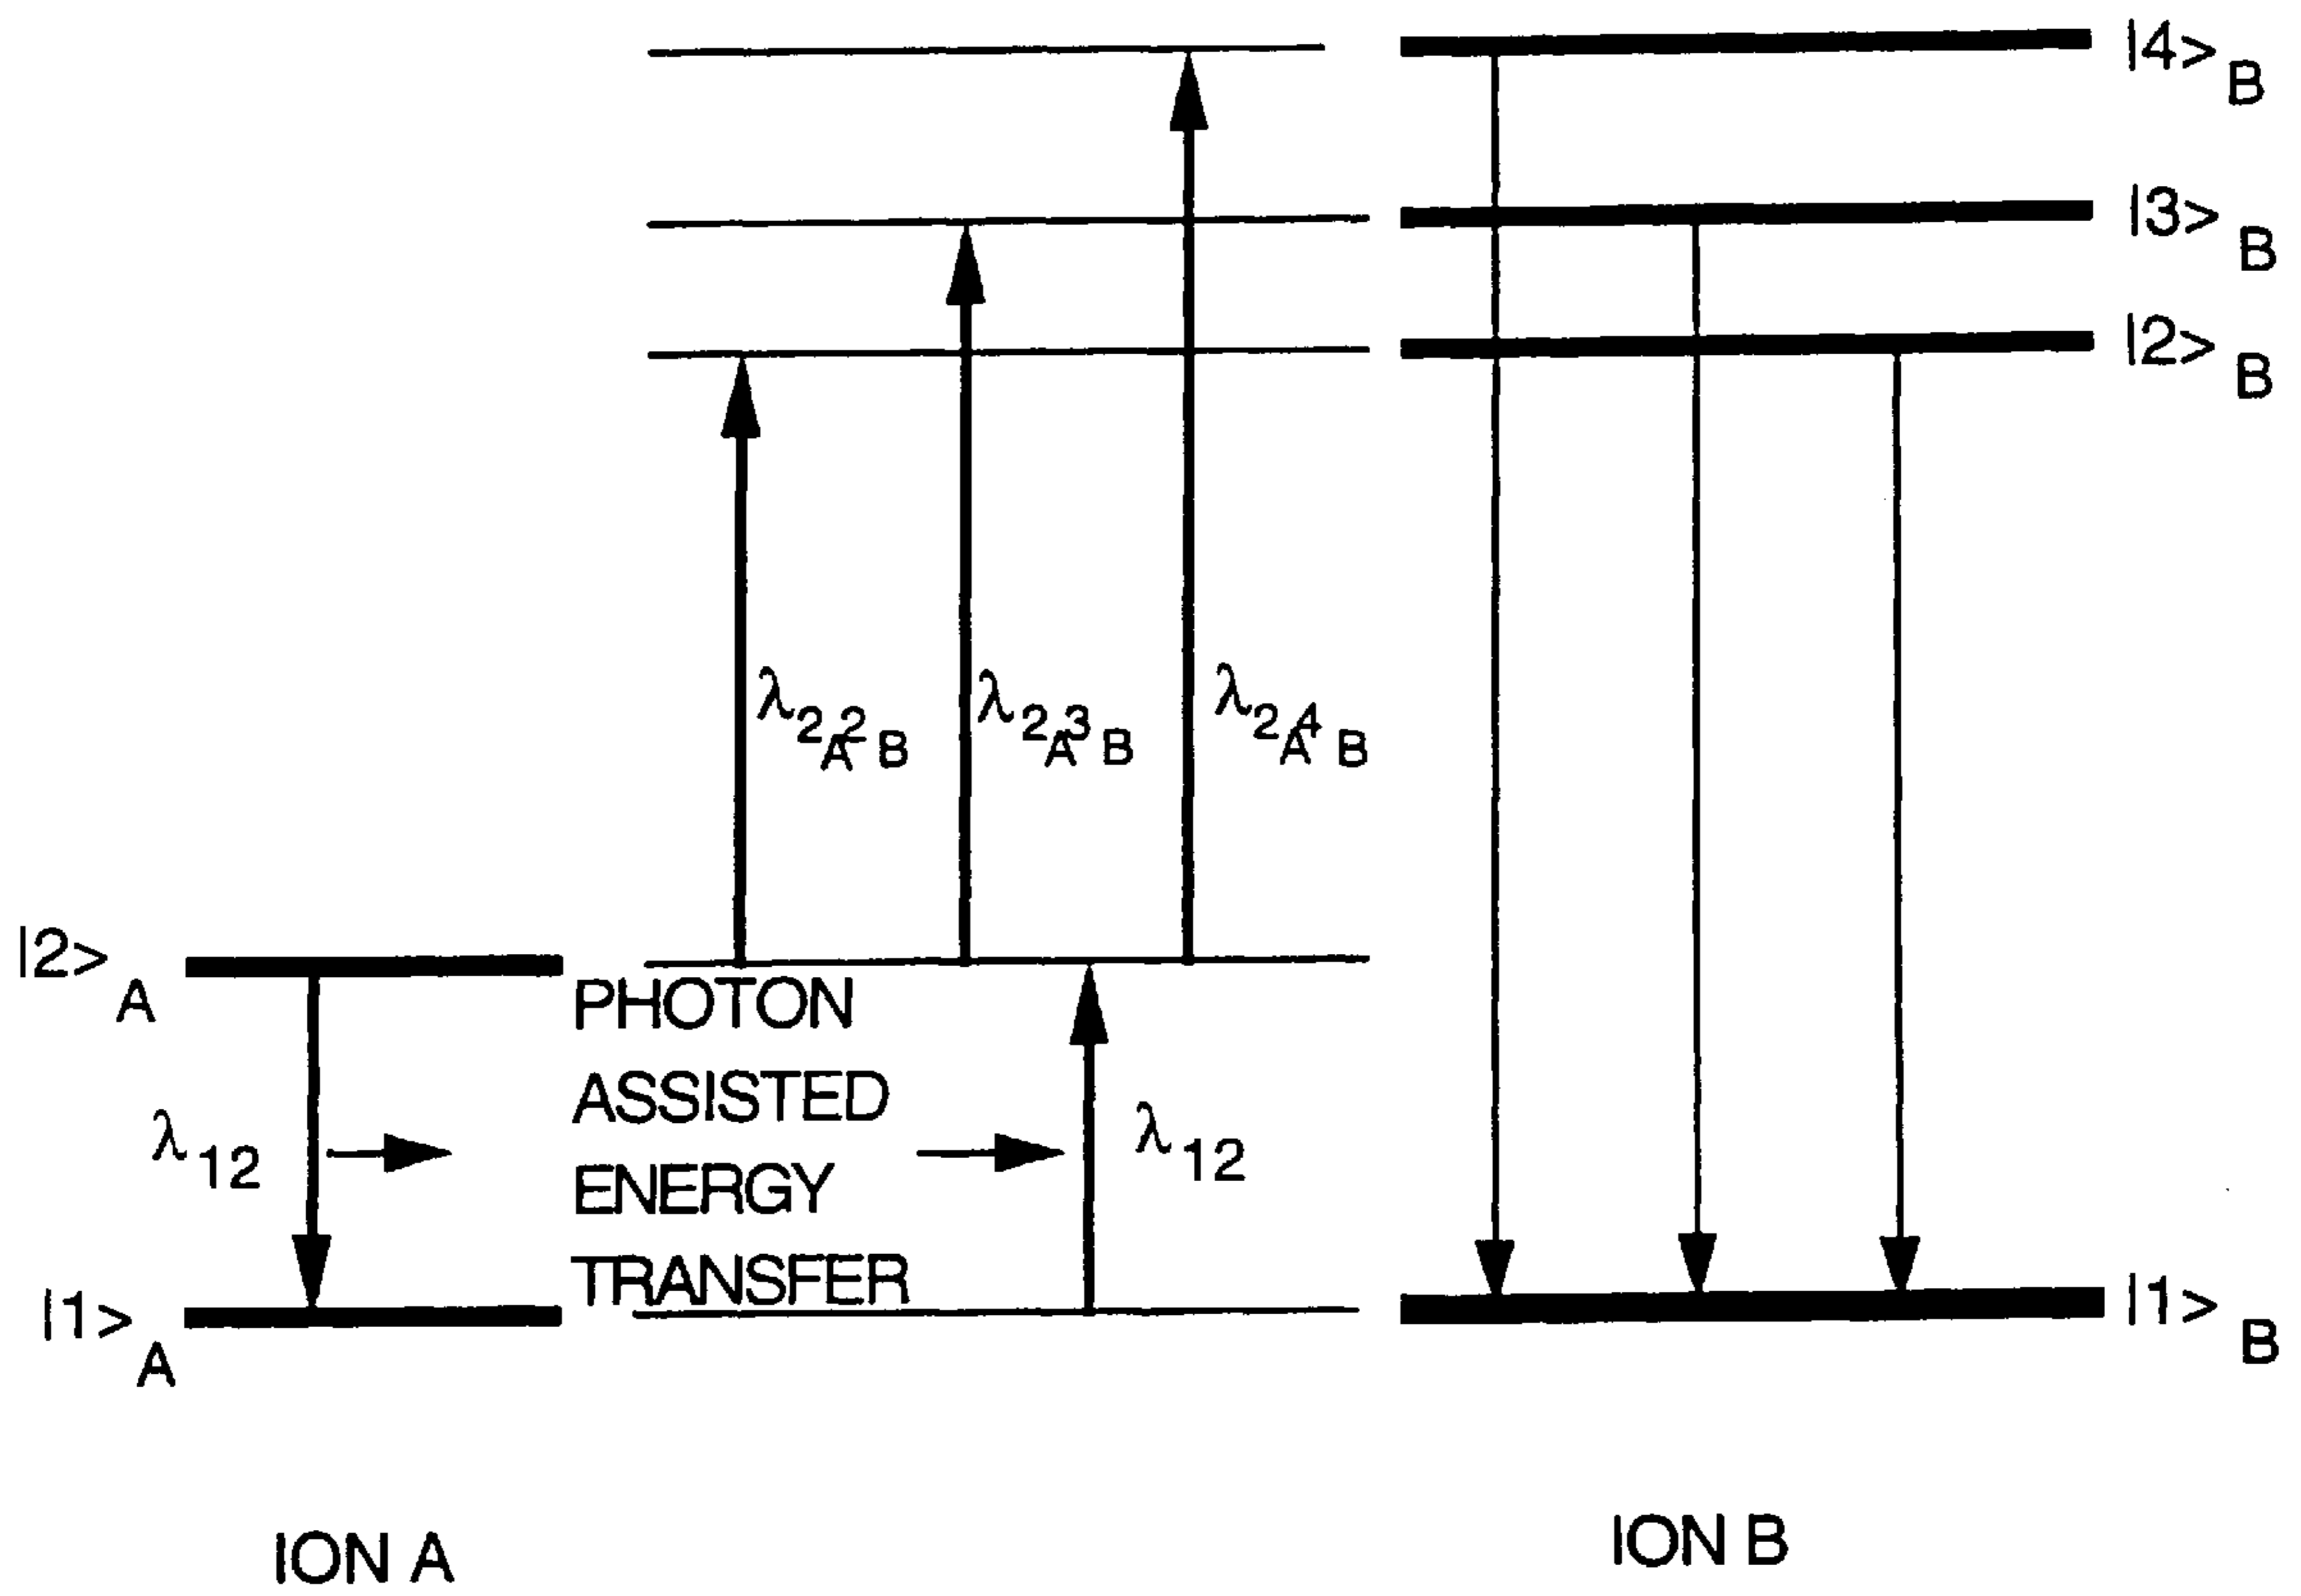 |4>B
|3>B
|2>B
λ2A2B
λ2A3B
λ2A4B
|2>A
PHOTON
ASSISTED
ENERGY
TRANSFER
λ12
λ12
|1>A
|1>B
ION A
ION B